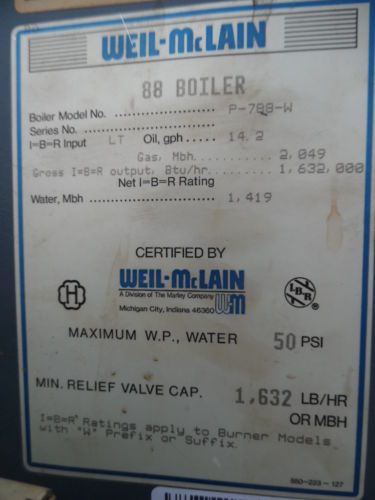 WEIL-McLAIN
88 BOILER
Boiler Model No. ........................ P-788-W
Series No.
I=B=R Input LT Oil, gph ........... 14.2
Gas, Mbh........... 2,049
Gross I=B=R output, Btu/hr........... 1,632,000
Net I=B=R Rating
Water, Mbh ............................... 1,419
CERTIFIED BY
WEIL-McLAIN
A Division of The Marley Company
Michigan City, Indiana 46360
W-M
H
I=B=R
MAXIMUM W.P., WATER 50 PSI
MIN. RELIEF VALVE CAP. 1,632 LB/HR
OR MBH
I=B=R Ratings apply to Burner Models
with "W" Prefix or Suffix.
550-223-127